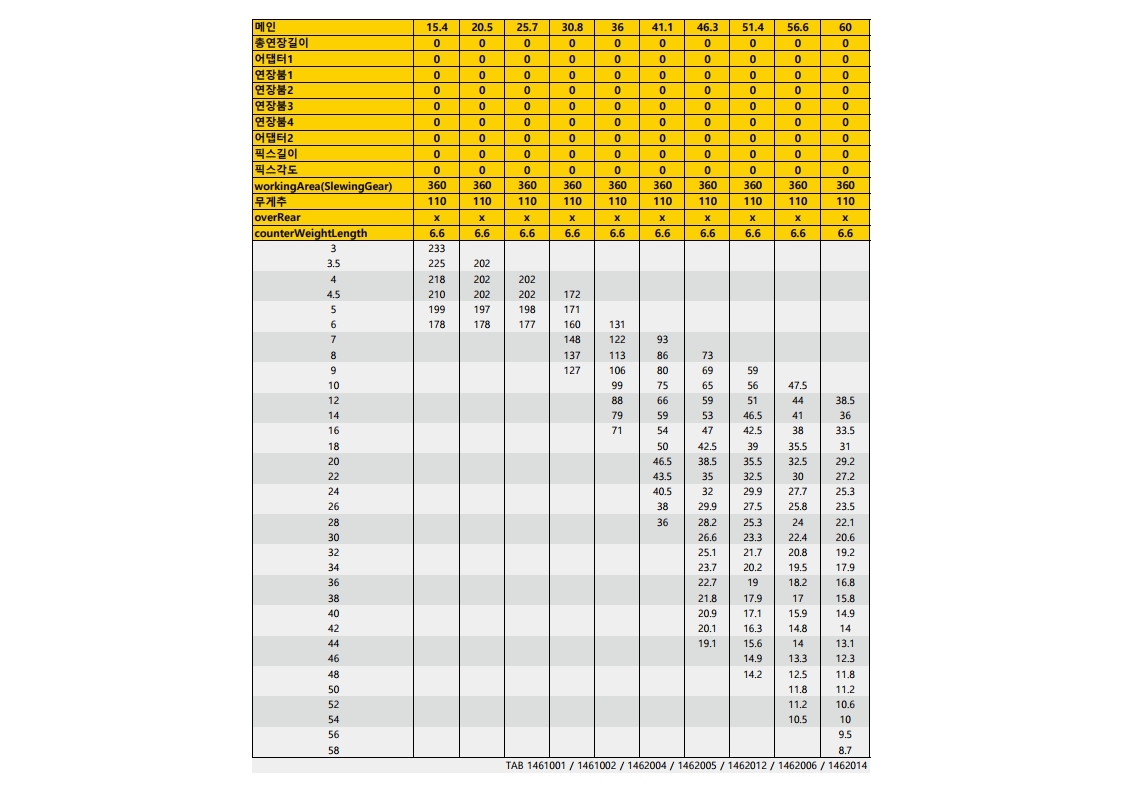 메인 15.4 20.5 25.7 30.8 36 41.1 46.3 51.4 56.6 60
총연장길이 0 0 0 0 0 0 0 0 0 0
어댑터1 0 0 0 0 0 0 0 0 0 0
연장붐1 0 0 0 0 0 0 0 0 0 0
연장붐2 0 0 0 0 0 0 0 0 0 0
연장붐3 0 0 0 0 0 0 0 0 0 0
연장붐4 0 0 0 0 0 0 0 0 0 0
어댑터2 0 0 0 0 0 0 0 0 0 0
픽스길이 0 0 0 0 0 0 0 0 0 0
픽스각도 0 0 0 0 0 0 0 0 0 0
workingArea(SlewingGear) 360 360 360 360 360 360 360 360 360 360
무게추 110 110 110 110 110 110 110 110 110 110
overRear x x x x x x x x x x
counterWeightLength 6.6 6.6 6.6 6.6 6.6 6.6 6.6 6.6 6.6 6.6
3 233
3.5 225 202
4 218 202 202
4.5 210 202 202 172
5 199 197 198 171
6 178 178 177 160 131
7 148 122 93
8 137 113 86 73
9 127 106 80 69 59
10 99 75 65 56 47.5
12 88 66 59 51 44 38.5
14 79 59 53 46.5 41 36
16 71 54 47 42.5 38 33.5
18 50 42.5 39 35.5 31
20 46.5 38.5 35.5 32.5 29.2
22 43.5 35 32.5 30 27.2
24 40.5 32 29.9 27.7 25.3
26 38 29.9 27.5 25.8 23.5
28 36 28.2 25.3 24 22.1
30 26.6 23.3 22.4 20.6
32 25.1 21.7 20.8 19.2
34 23.7 20.2 19.5 17.9
36 22.7 19 18.2 16.8
38 21.8 17.9 17 15.8
40 20.9 17.1 15.9 14.9
42 20.1 16.3 14.8 14
44 19.1 15.6 14 13.1
46 14.9 13.3 12.3
48 14.2 12.5 11.8
50 11.8 11.2
52 11.2 10.6
54 10.5 10
56 9.5
58 8.7
TAB 1461001 / 1461002 / 1462004 / 1462005 / 1462012 / 1462006 / 1462014